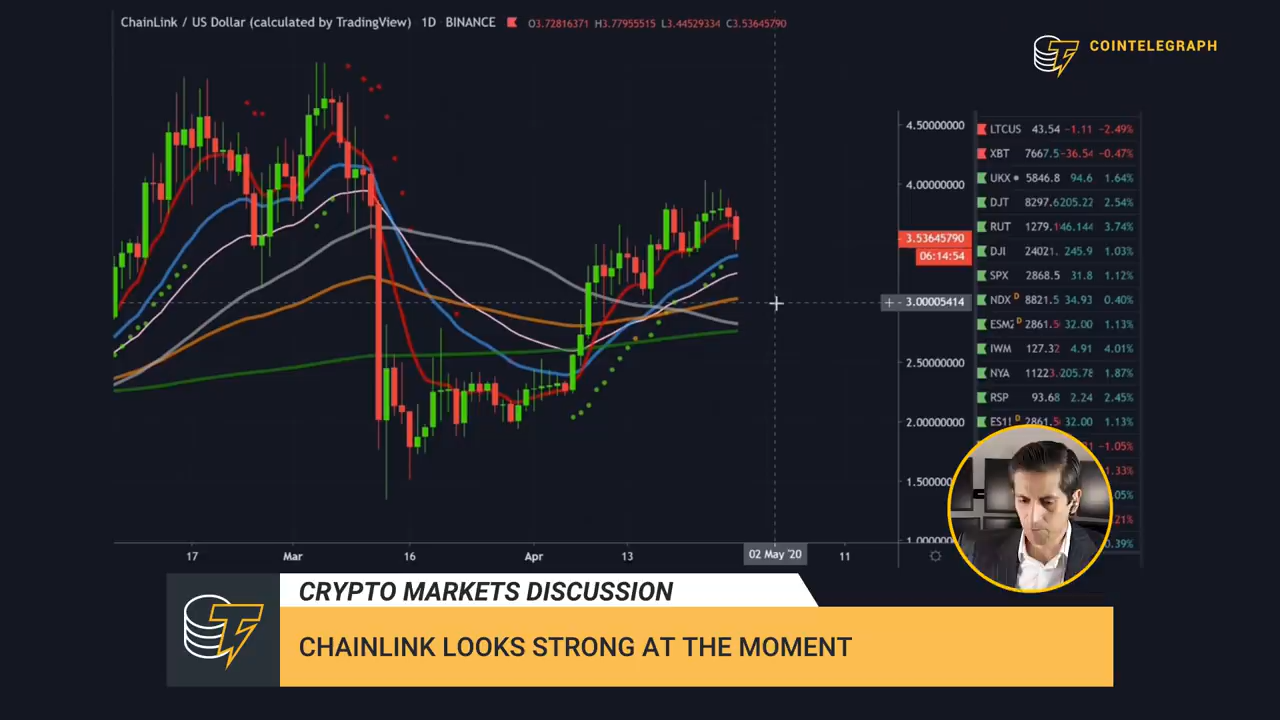 ChainLink / US Dollar (calculated by TradingView) 1D BINANCE O3.72816371 H3.77955515 L3.44529334 C3.53645790
COINTELEGRAPH
4.50000000
4.00000000
3.53645790
06:14:54
3.00005414
2.50000000
2.00000000
LTCUS 43.54 -1.11 -2.49%
XBT 7667.5 -36.54 -0.47%
UKX 5846.8 94.6 1.64%
DJT 8297.6 205.22 2.54%
RUT 1279.1 46.144 3.74%
DJI 24021. 245.9 1.03%
SPX 2868.5 31.8 1.12%
NDX D 8821.5 34.93 0.40%
ESM2 D 2861.5 32.00 1.13%
IWM 127.32 4.91 4.01%
NYA 11223. 205.78 1.87%
RSP 93.68 2.24 2.45%
ES1! D 2861.5 32.00 1.13%
-1.05%
17 Mar 16 Apr 13 02 May '20 11
CRYPTO MARKETS DISCUSSION
CHAINLINK LOOKS STRONG AT THE MOMENT